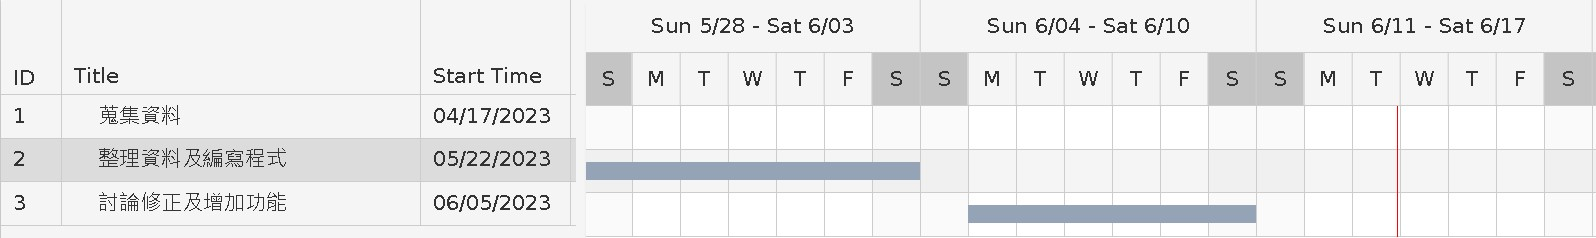 Sun 5/28 - Sat 6/03 Sun 6/04 - Sat 6/10 Sun 6/11 - Sat 6/17
ID Title Start Time S M T W T F S S M T W T F S S M T W T F S
1 蒐集資料 04/17/2023
2 整理資料及編寫程式 05/22/2023
3 討論修正及增加功能 06/05/2023